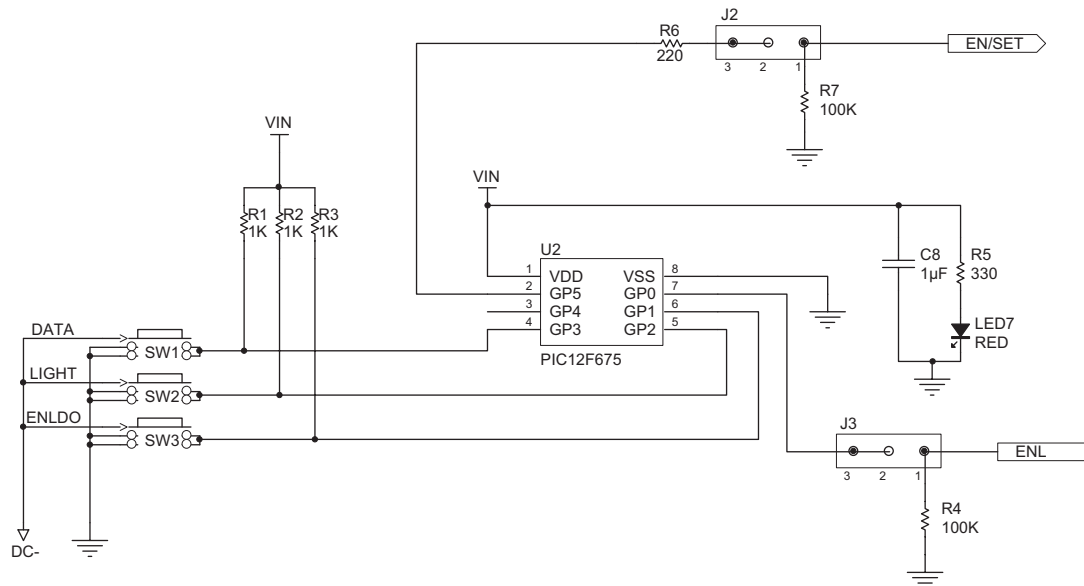 J2
R6
220
3 2 1
EN/SET
R7
100K
VIN
VIN
R1
1K
R2
1K
R3
1K
U2
1 VDD VSS 8
2 GP5 GP0 7
3 GP4 GP1 6
4 GP3 GP2 5
PIC12F675
C8
1µF
R5
330
LED7
RED
DATA
SW1
LIGHT
SW2
ENLDO
SW3
J3
3 2 1
ENL
R4
100K
DC-